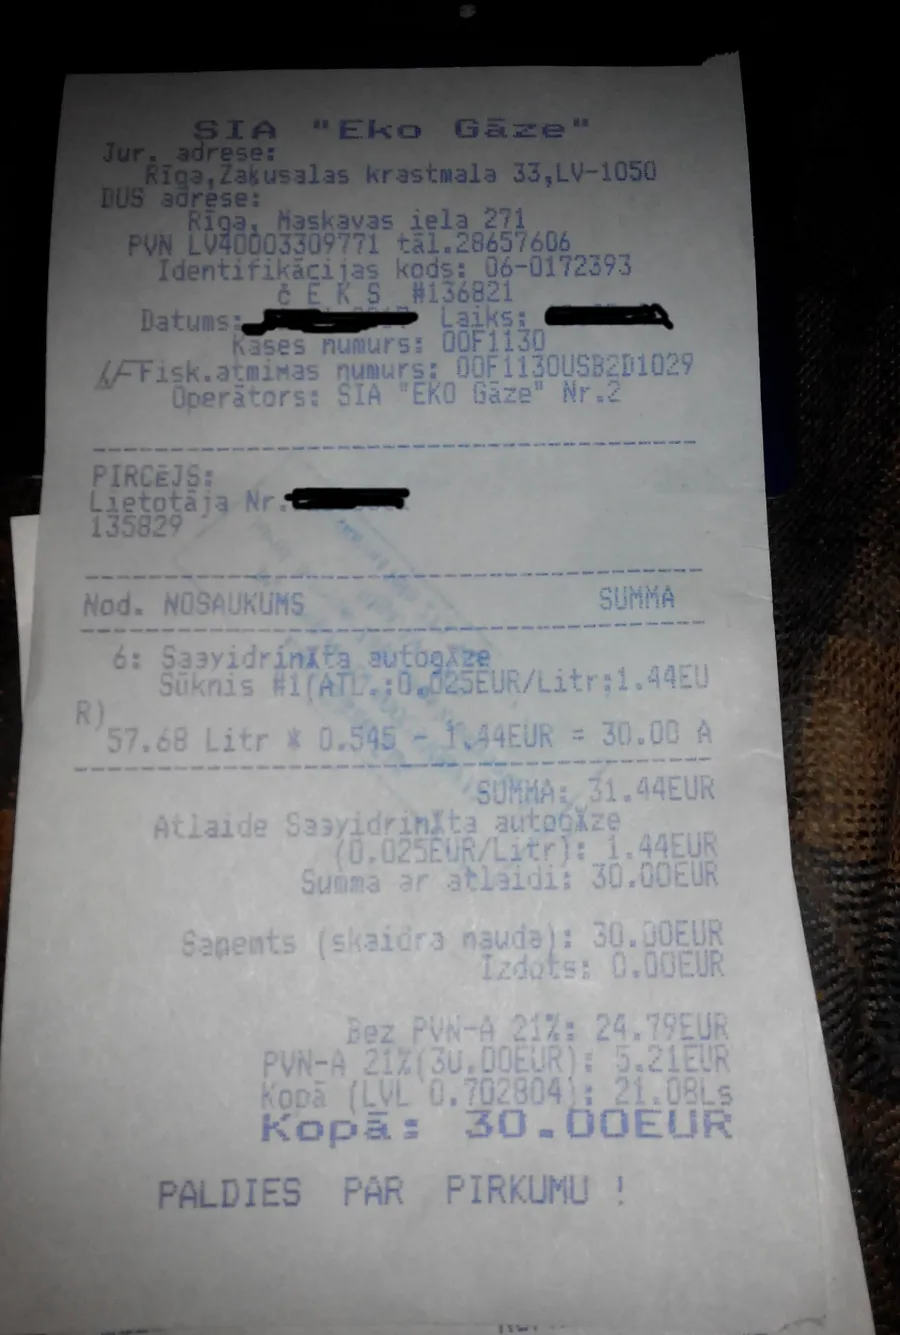 SIA "Eko Gāze"
Jur. adrese:
Rīga,Zaķusalas krastmala 33,LV-1050
DUS adrese:
Rīga, Maskavas iela 271
PVN LV40003309771 tāl.28657606
Identifikācijas kods: 06-0172393
č E K S #136821
Datums: Laiks:
Kases numurs: 00F1130
Fisk.atmiņas numurs: 00F1130USB2D1029
Operātors: SIA "EKO Gāze" Nr.2
PIRCĒJS:
Lietotāja Nr.
135829
Nod. NOSAUKUMS SUMMA
6:
Sūknis #1(ATL.:0.025EUR/Litr;1.44EU
R)
57.68 Litr * 0.545 - 1.44EUR = 30.00 A
SUMMA: 31.44EUR
Atlaide
(0.025EUR/Litr): 1.44EUR
Summa ar atlaidi: 30.00EUR
Saņemts (skaidra nauda): 30.00EUR
Izdots: 0.00EUR
Bez PVN-A 21%: 24.79EUR
PVN-A 21%(30.00EUR): 5.21EUR
Kopā (LVL 0.702804): 21.08Ls
Kopā: 30.00EUR
PALDIES PAR PIRKUMU !